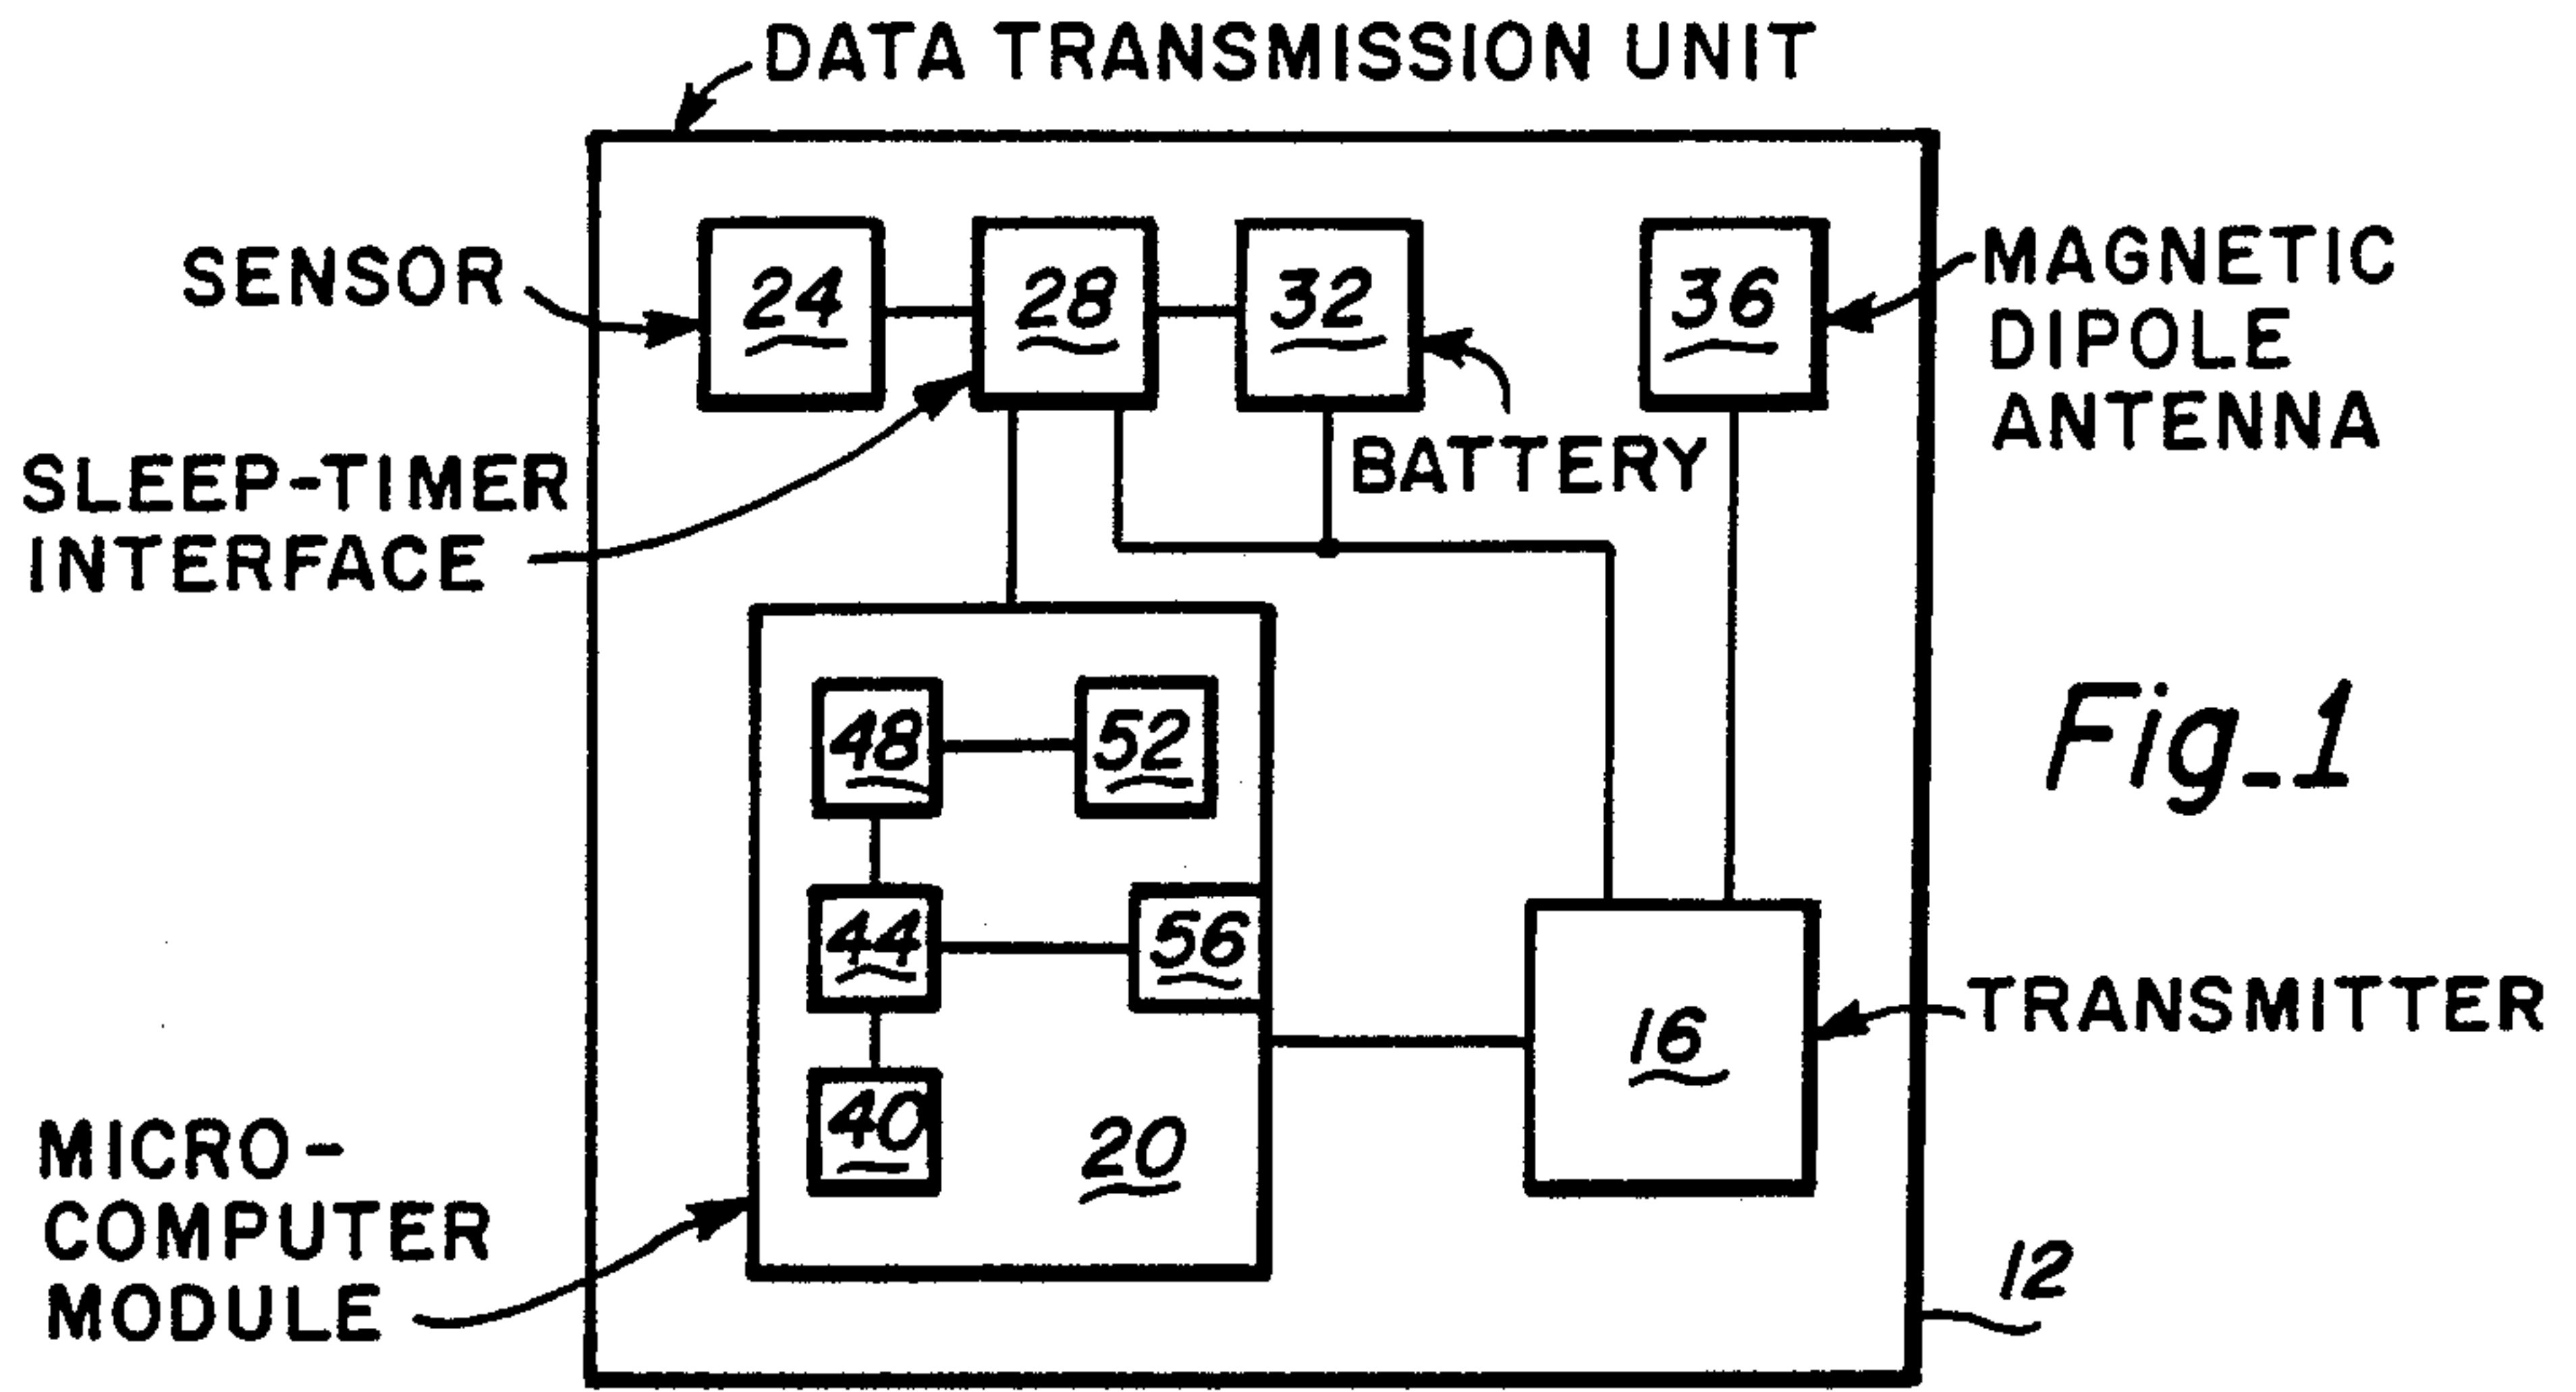 DATA TRANSMISSION UNIT
SENSOR
24
28
32
36
MAGNETIC
DIPOLE
ANTENNA
SLEEP-TIMER
INTERFACE
BATTERY
48
52
Fig_1
44
56
16
TRANSMITTER
40
20
MICRO-
COMPUTER
MODULE
12